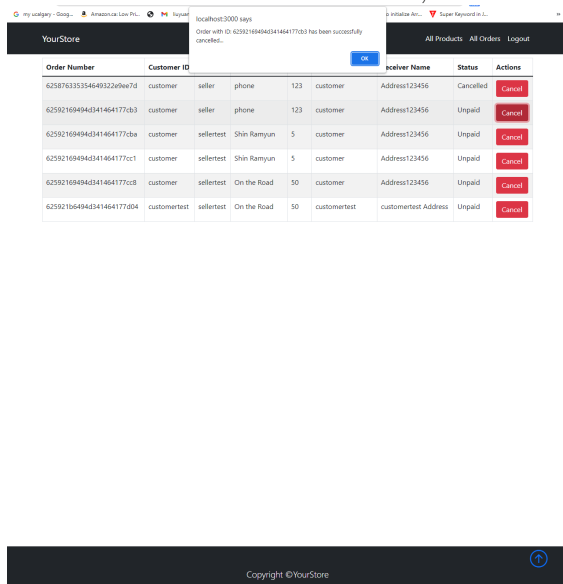 my ucalgary - Goog... Amazon.ca: Low Pri... o initialize Arr... Super Keyword in J... »
localhost:3000 says
Order with ID: 62592169494d341464177cb3 has been successfully
cancelled...
OK
YourStore All Products All Orders Logout
Order Number Customer ID eceiver Name Status Actions
625876335354649322e9ee7d customer seller phone 123 customer Address123456 Cancelled Cancel
62592169494d341464177cb3 customer seller phone 123 customer Address123456 Unpaid Cancel
62592169494d341464177cba customer sellertest Shin Ramyun 5 customer Address123456 Unpaid Cancel
62592169494d341464177cc1 customer sellertest Shin Ramyun 5 customer Address123456 Unpaid Cancel
62592169494d341464177cc8 customer sellertest On the Road 50 customer Address123456 Unpaid Cancel
625921b6494d341464177d04 customertest sellertest On the Road 50 customertest customertest Address Unpaid Cancel
Copyright ©YourStore